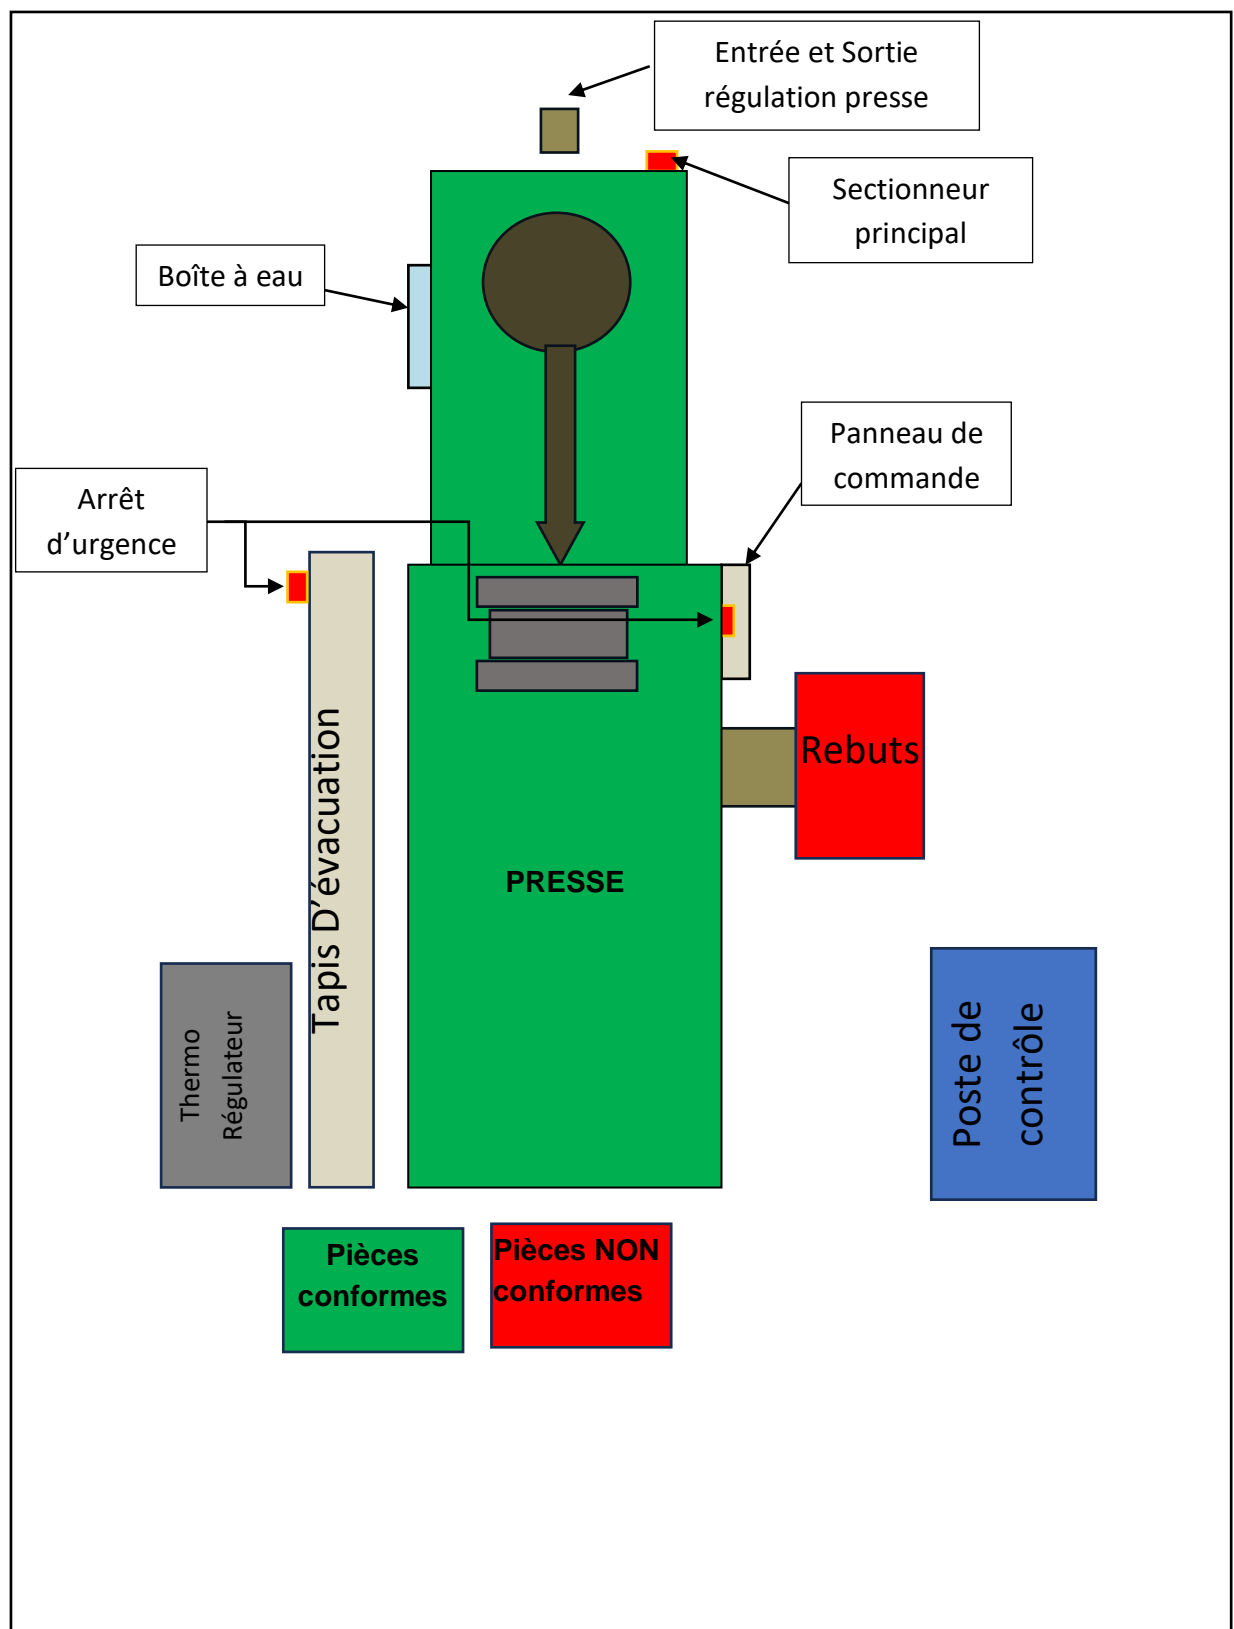 Entrée et Sortie
régulation presse
Sectionneur
principal
Boîte à eau
Panneau de
commande
Arrêt
d’urgence
Rebuts
Tapis D’évacuation
PRESSE
Thermo
Régulateur
Poste de
contrôle
Pièces
conformes
Pièces NON
conformes